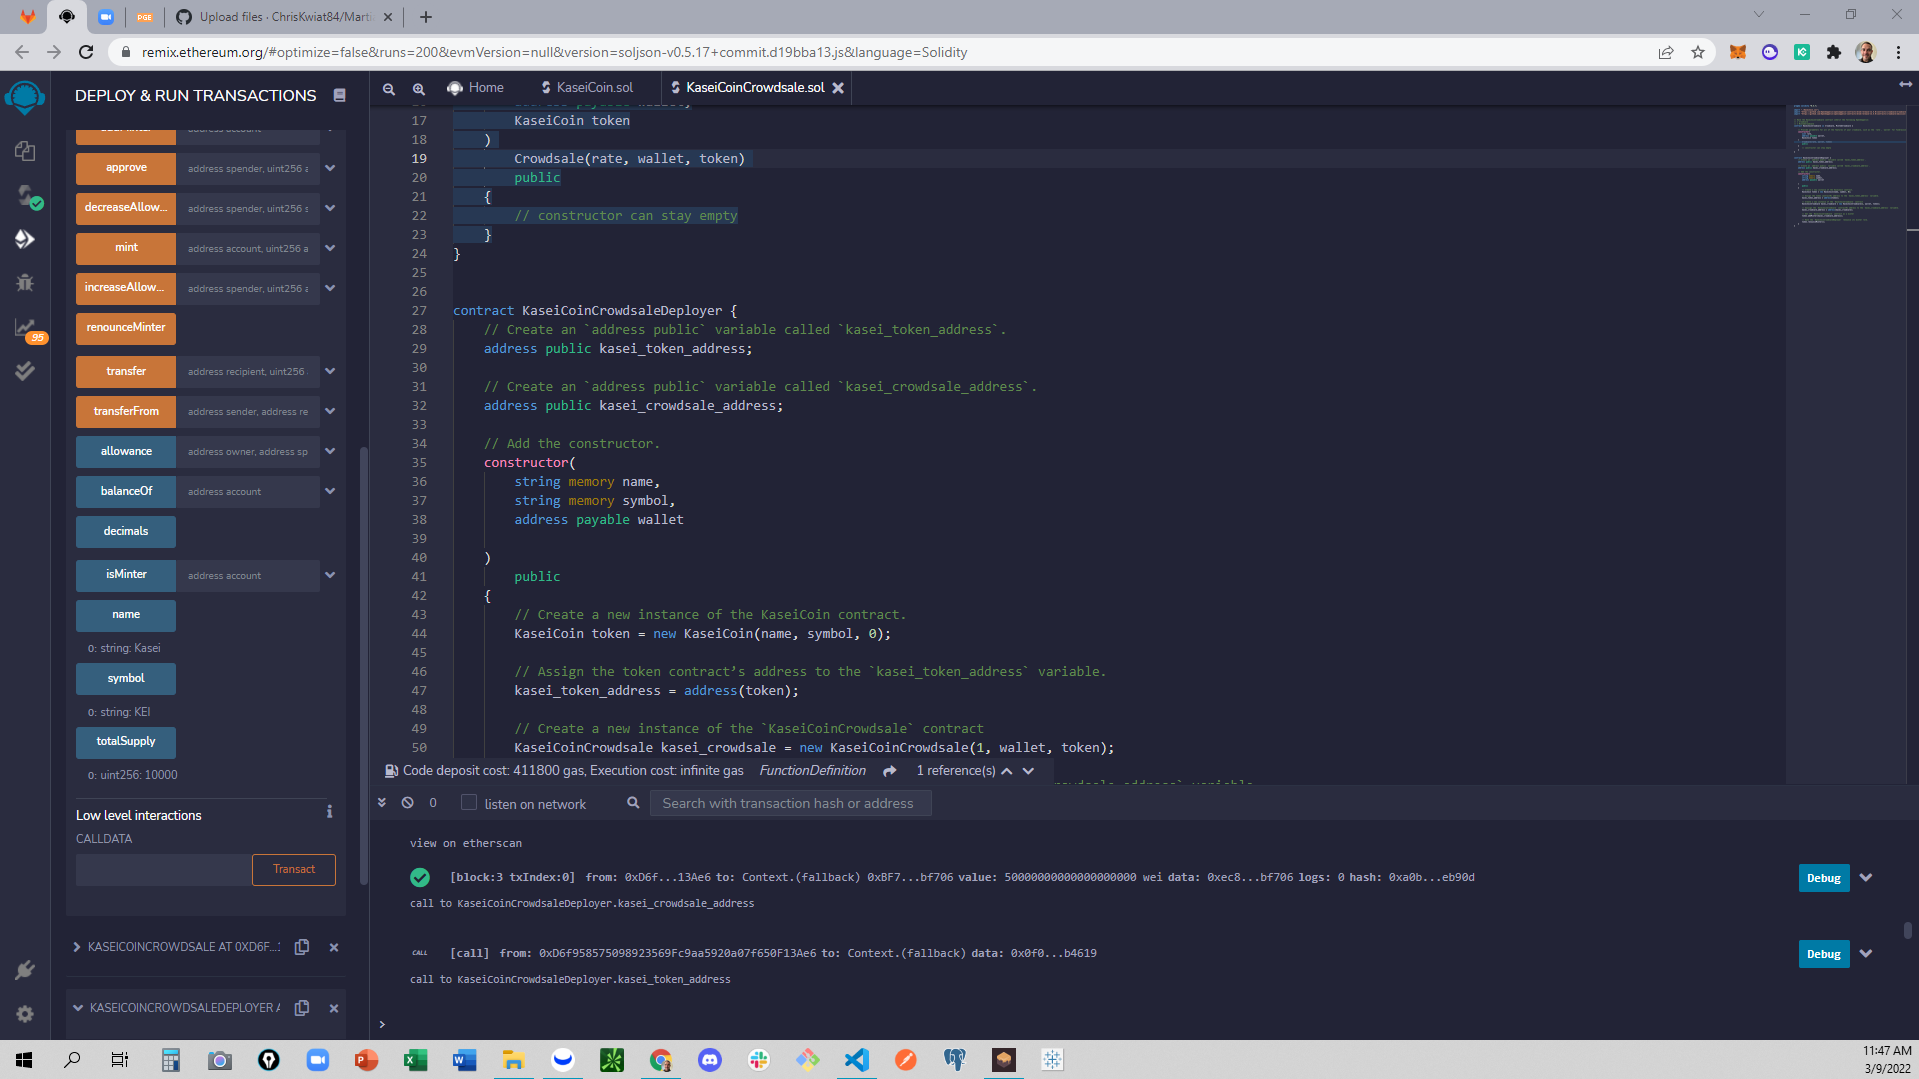 PGE
Upload files · ChrisKwiat84/Marti
remix.ethereum.org/#optimize=false&runs=200&evmVersion=null&version=soljson-v0.5.17+commit.d19bba13.js&language=Solidity
DEPLOY & RUN TRANSACTIONS
Home
KaseiCoin.sol
KaseiCoinCrowdsale.sol
approve
address spender, uint256 a
decreaseAllow...
address spender, uint256 s
mint
address account, uint256 a
increaseAllow...
address spender, uint256 a
renounceMinter
transfer
address recipient, uint256
transferFrom
address sender, address re
allowance
address owner, address sp
balanceOf
address account
decimals
isMinter
address account
name
0: string: Kasei
symbol
0: string: KEI
totalSupply
0: uint256: 10000
Low level interactions
CALLDATA
Transact
KASEICOINCROWDSALE AT 0XD6F...
KASEICOINCROWDSALEDEPLOYER A
95
17 KaseiCoin token
18 )
19 Crowdsale(rate, wallet, token)
20 public
21 {
22 // constructor can stay empty
23 }
24 }
25
26
27 contract KaseiCoinCrowdsaleDeployer {
28 // Create an `address public` variable called `kasei_token_address`.
29 address public kasei_token_address;
30
31 // Create an `address public` variable called `kasei_crowdsale_address`.
32 address public kasei_crowdsale_address;
33
34 // Add the constructor.
35 constructor(
36 string memory name,
37 string memory symbol,
38 address payable wallet
39
40 )
41 public
42 {
43 // Create a new instance of the KaseiCoin contract.
44 KaseiCoin token = new KaseiCoin(name, symbol, 0);
45
46 // Assign the token contract’s address to the `kasei_token_address` variable.
47 kasei_token_address = address(token);
48
49 // Create a new instance of the `KaseiCoinCrowdsale` contract
50 KaseiCoinCrowdsale kasei_crowdsale = new KaseiCoinCrowdsale(1, wallet, token);
Code deposit cost: 411800 gas, Execution cost: infinite gas FunctionDefinition 1 reference(s)
0 listen on network Search with transaction hash or address
view on etherscan
[block:3 txIndex:0] from: 0xD6f...13Ae6 to: Context.(fallback) 0xBF7...bf706 value: 50000000000000000000 wei data: 0xec8...bf706 logs: 0 hash: 0xa0b...eb90d
Debug
call to KaseiCoinCrowdsaleDeployer.kasei_crowdsale_address
CALL [call] from: 0xD6f958575098923569Fc9aa5920a07f650F13Ae6 to: Context.(fallback) data: 0x0f0...b4619
Debug
call to KaseiCoinCrowdsaleDeployer.kasei_token_address
>
11:47 AM
3/9/2022